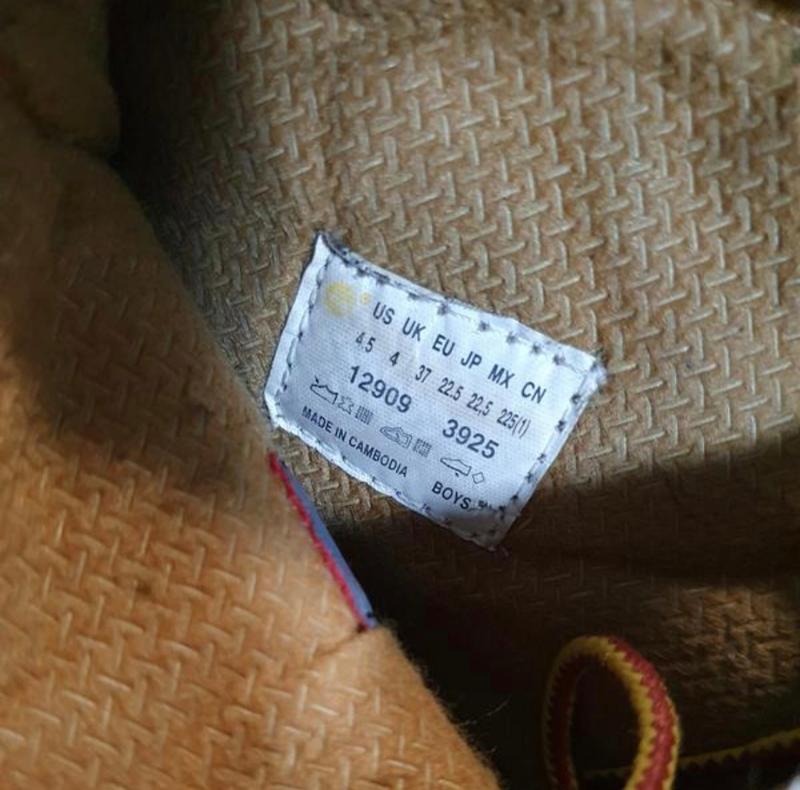 US UK EU JP MX CN
4.5 4 37 22.5 22,5 225(1)
12909 3925
MADE IN CAMBODIA BOYS